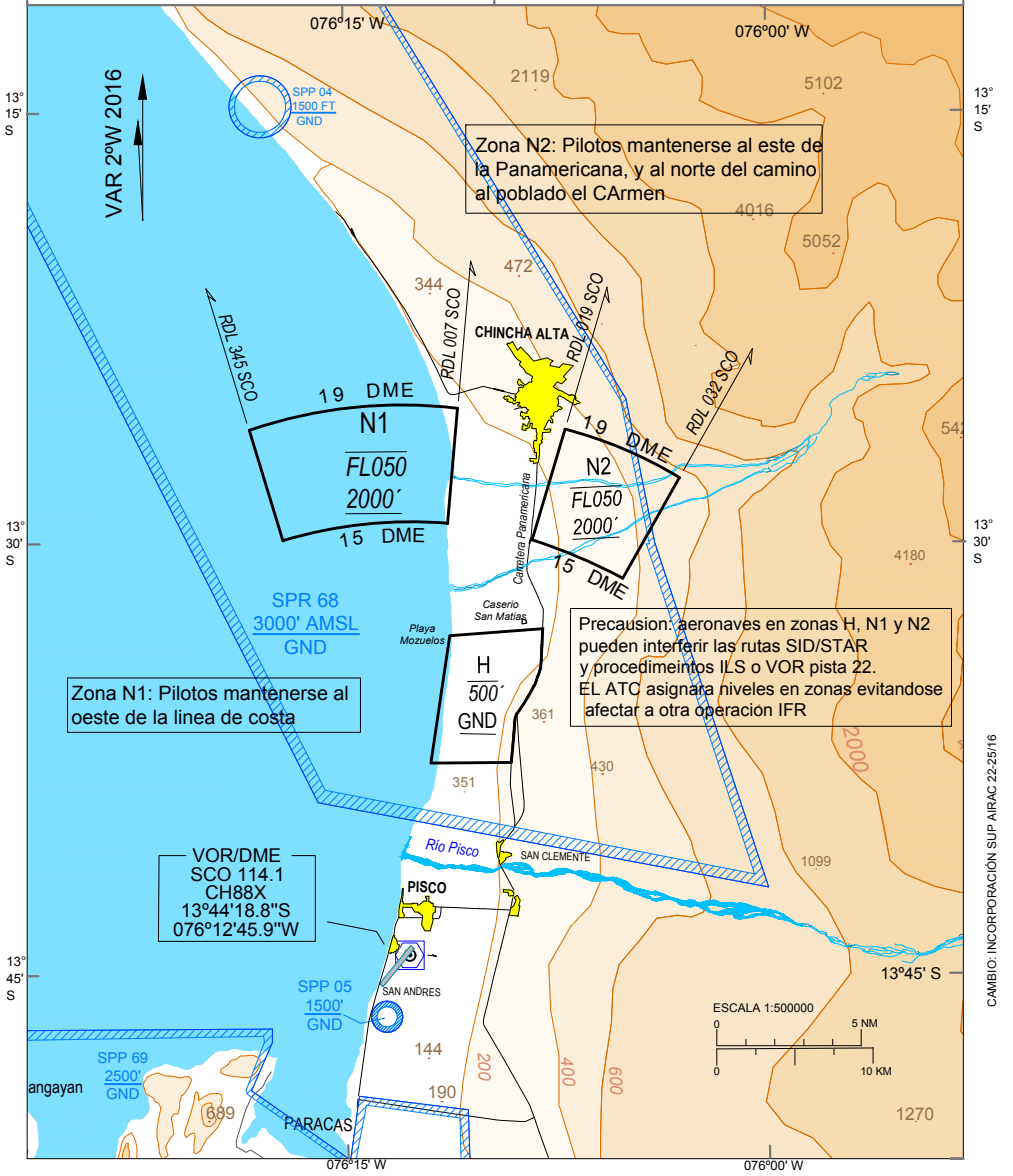 076º15' W
076º00' W
13°
15'
S
13°
15'
S
VAR 2ºW 2016
SPP 04
1500 FT
GND
2119
5102
Zona N2: Pilotos mantenerse al este de
la Panamericana, y al norte del camino
al poblado el CArmen
4016
5052
472
344
RDL 345 SCO
RDL 007 SCO
CHINCHA ALTA
RDL 019 SCO
RDL 032 SCO
19 DME
N1
FL050
2000´
15 DME
19 DME
N2
FL050
2000´
15 DME
Carretera Panamericana
542
13°
30'
S
13°
30'
S
4180
SPR 68
3000' AMSL
GND
Playa
Mozuelos
Caserio
San Matias
H
500´
GND
Precausion: aeronaves en zonas H, N1 y N2
pueden interferir las rutas SID/STAR
y procedimeintos ILS o VOR pista 22.
EL ATC asignara niveles en zonas evitandose
afectar a otra operación IFR
Zona N1: Pilotos mantenerse al
oeste de la linea de costa
361
351
430
2000
Río Pisco
SAN CLEMENTE
1099
VOR/DME
SCO 114.1
CH88X
13º44'18.8"S
076º12'45.9"W
PISCO
13°
45'
S
13º45' S
SPP 05
1500'
GND
SAN ANDRES
ESCALA 1:500000
0
5 NM
0
10 KM
SPP 69
2500'
GND
angayan
144
190
200
400
600
689
PARACAS
1270
076º15' W
076º00' W
CAMBIO: INCORPORACIÓN SUP AIRAC 22-25/16